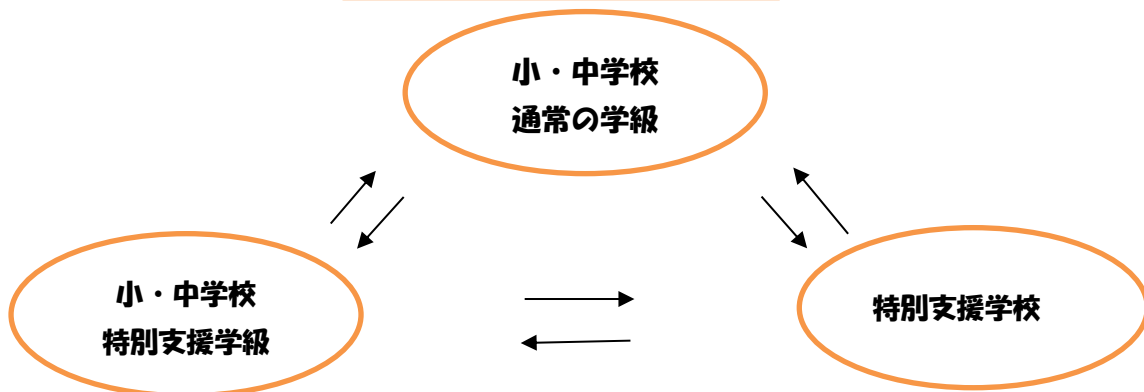 小・中学校
通常の学級
小・中学校
特別支援学級
特別支援学校